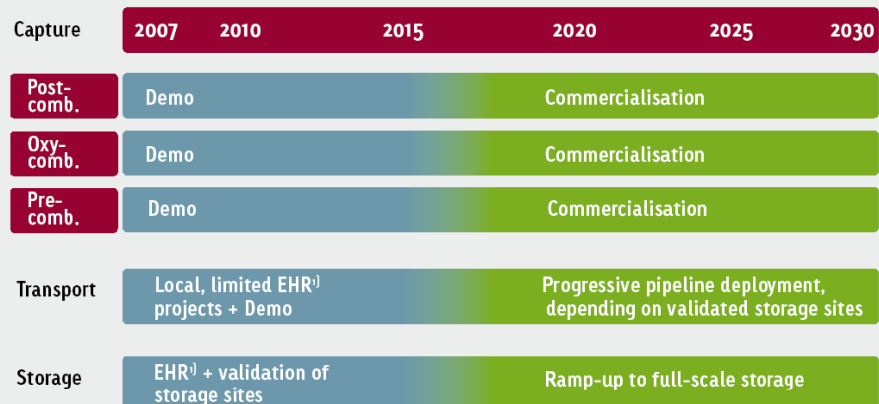 Capture 2007 2010 2015 2020 2025 2030
Post-
comb.
Demo Commercialisation
Oxy-
comb.
Demo Commercialisation
Pre-
comb.
Demo Commercialisation
Transport
Local, limited EHR¹⁾
projects + Demo
Progressive pipeline deployment,
depending on validated storage sites
Storage
EHR¹⁾ + validation of
storage sites
Ramp-up to full-scale storage